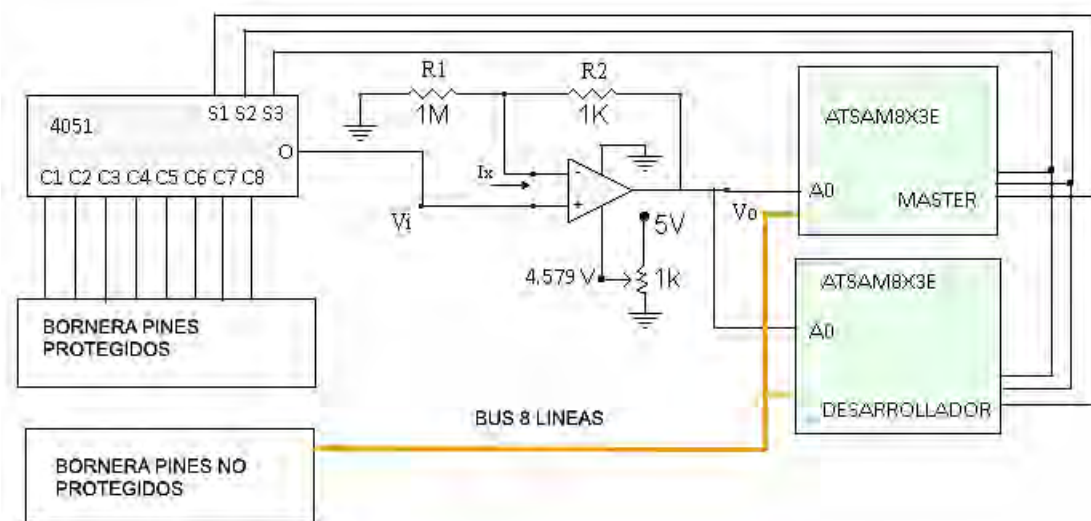 R1
R2
1M
1K
S1 S2 S3
4051
O
C1 C2 C3 C4 C5 C6 C7 C8
Ix
-
+
Vi
5V
4.579 V
1k
Vo
ATSAM8X3E
A0
MASTER
ATSAM8X3E
A0
DESARROLLADOR
BORNERA PINES
PROTEGIDOS
BUS 8 LINEAS
BORNERA PINES NO
PROTEGIDOS